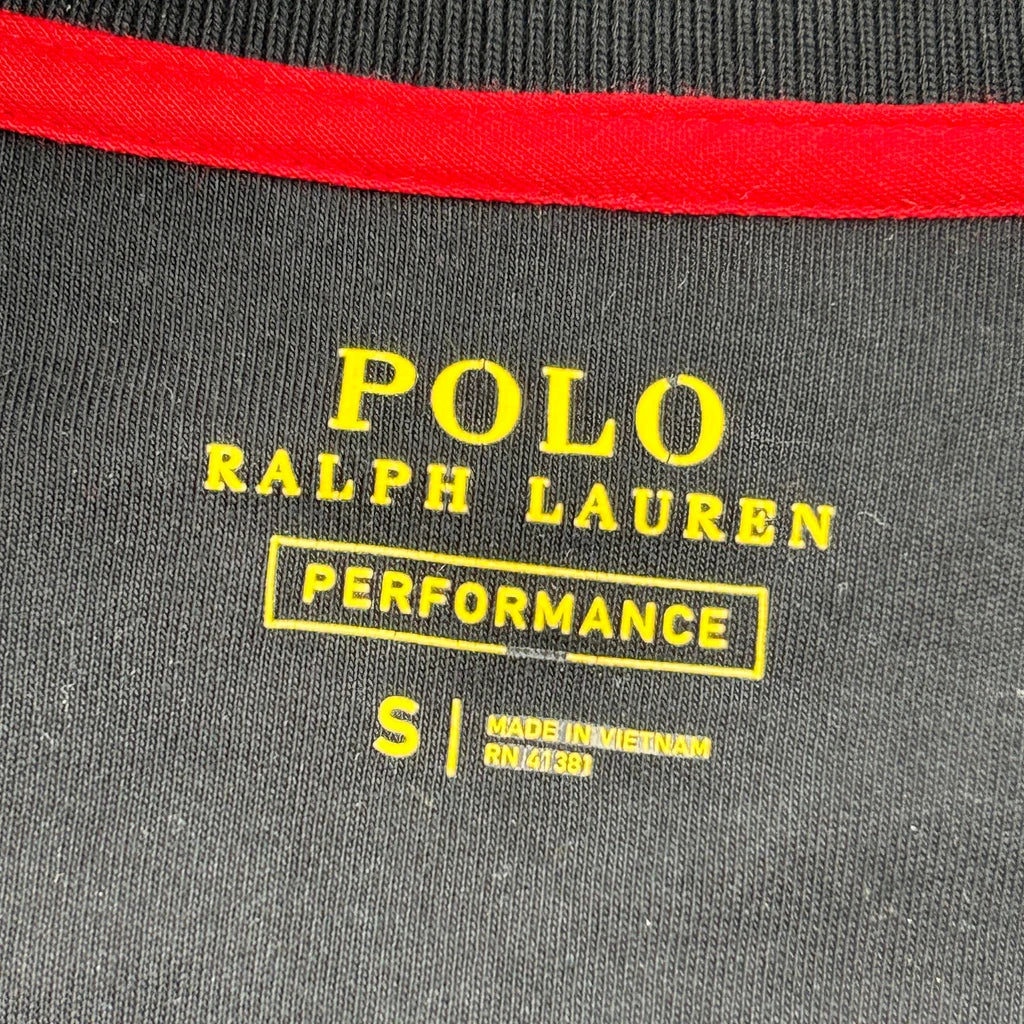 POLO
RALPH LAUREN
PERFORMANCE
S
MADE IN VIETNAM
RN 41381